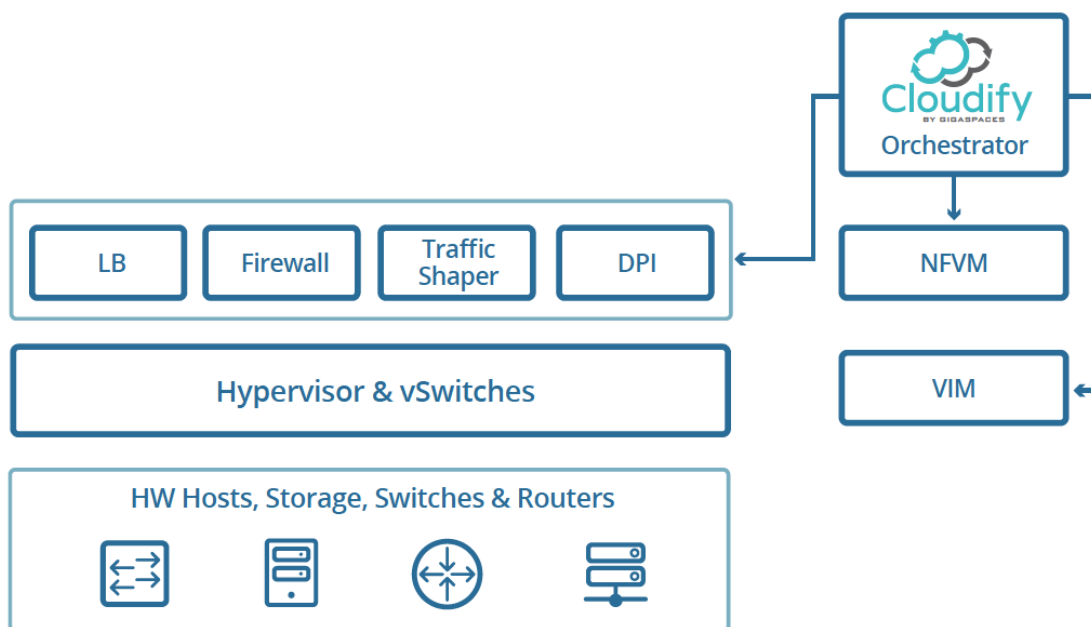 Cloudify
BY GIGASPACES
Orchestrator
LB
Firewall
Traffic
Shaper
DPI
NFVM
Hypervisor & vSwitches
VIM
HW Hosts, Storage, Switches & Routers